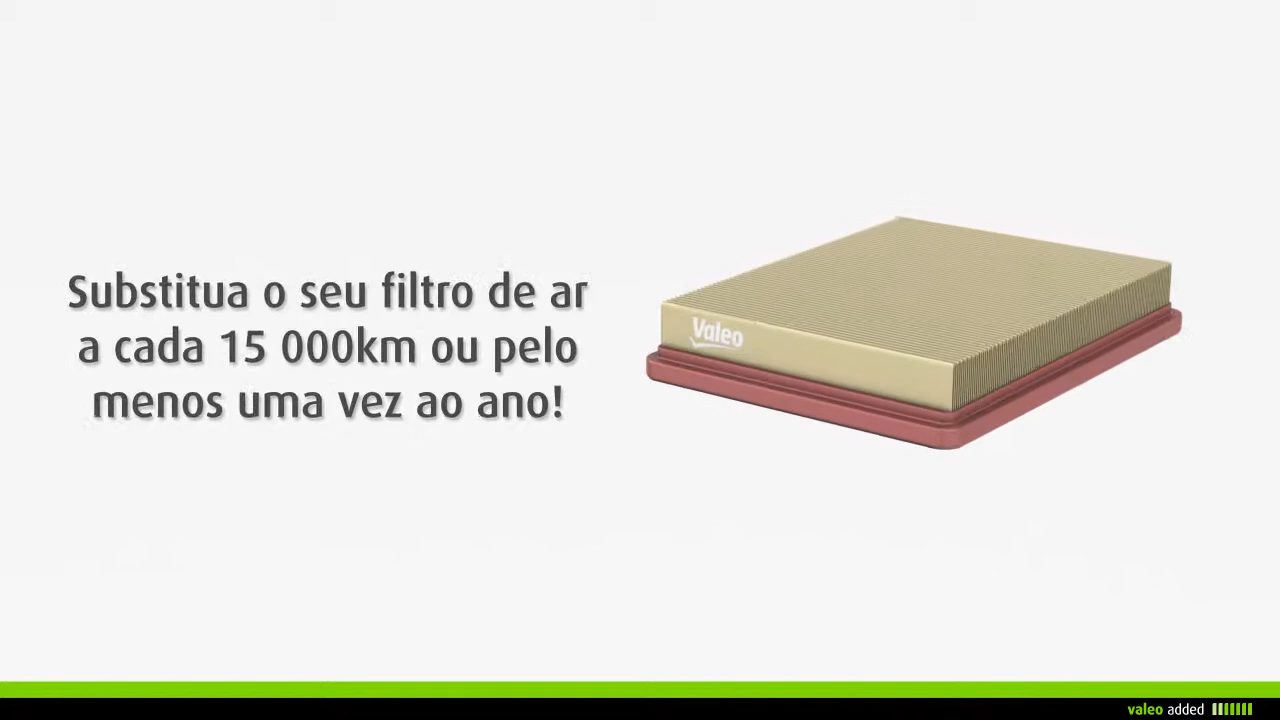 Substitua o seu filtro de ar
a cada 15 000km ou pelo
menos uma vez ao ano!
Valeo
valeo added